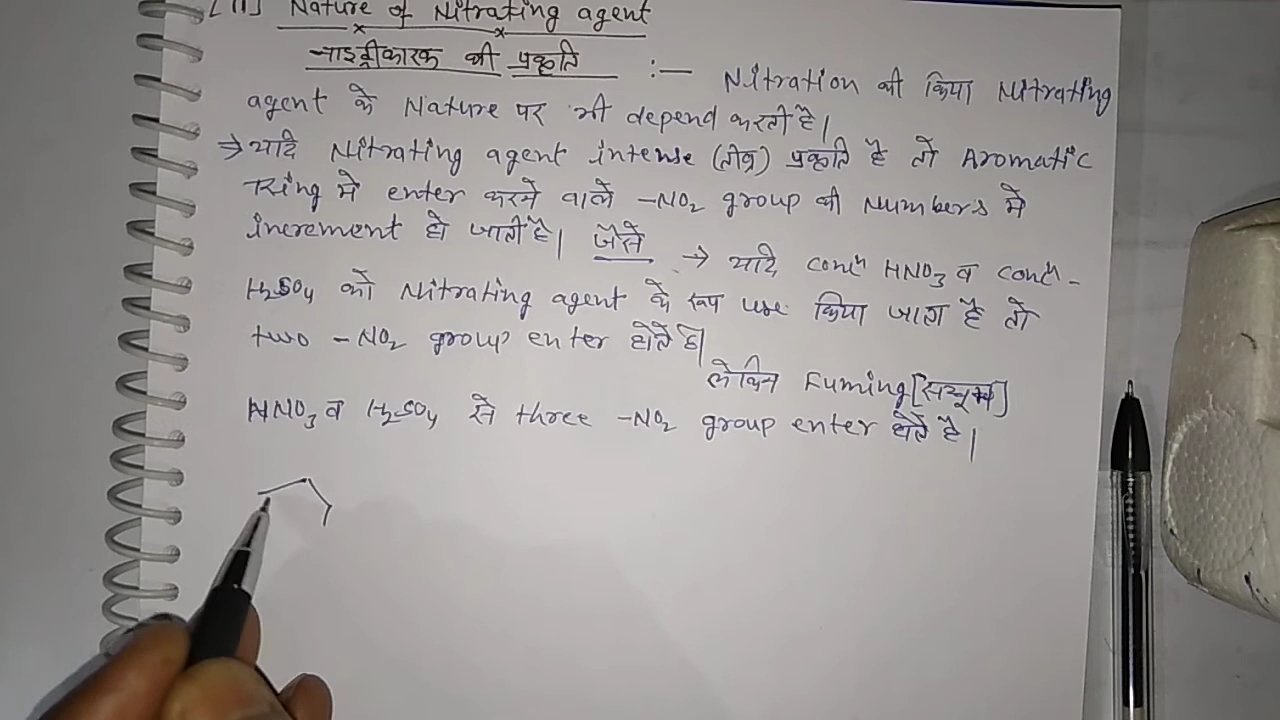 [ii] Nature of Nitrating agent
नाइट्रीकारक की प्रकृति :— Nitration की क्रिया Nitrating
agent के Nature पर भी depend करती है।
→ यदि Nitrating agent intense (तीव्र) प्रकृति है तो Aromatic
Ring मे enter करने वाले -NO₂ group की Numbers मे
increment हो जाती है। जैसे → यदि concⁿ HNO₃ व concⁿ-
H₂SO₄ को Nitrating agent के रूप use किया जाता है तो
two -NO₂ group enter होते है।
लेकिन Fuming [सधूम्र]
HNO₃ व H₂SO₄ से three -NO₂ group enter होते है।